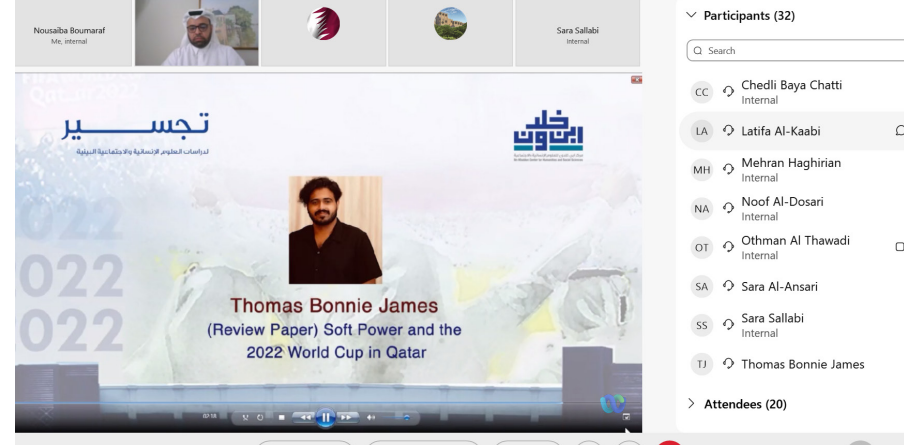 Nousaiba Boumaraf
Me, internal
Sara Sallabi
Internal
تجسير
لدراسات العلوم الإنسانية والاجتماعية البينية
ابن خلدون
Thomas Bonnie James
(Review Paper) Soft Power and the
2022 World Cup in Qatar
022
022
02:58
Participants (32)
Search
CC
Chedli Baya Chatti
Internal
LA
Latifa Al-Kaabi
MH
Mehran Haghirian
Internal
NA
Noof Al-Dosari
Internal
OT
Othman Al Thawadi
Internal
SA
Sara Al-Ansari
SS
Sara Sallabi
Internal
TJ
Thomas Bonnie James
Attendees (20)